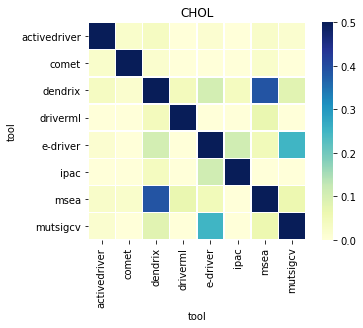 CHOL
activedriver
comet
dendrix
driverml
e-driver
ipac
msea
mutsigcv
tool
activedriver
comet
dendrix
driverml
e-driver
ipac
msea
mutsigcv
tool
0.5
0.4
0.3
0.2
0.1
0.0